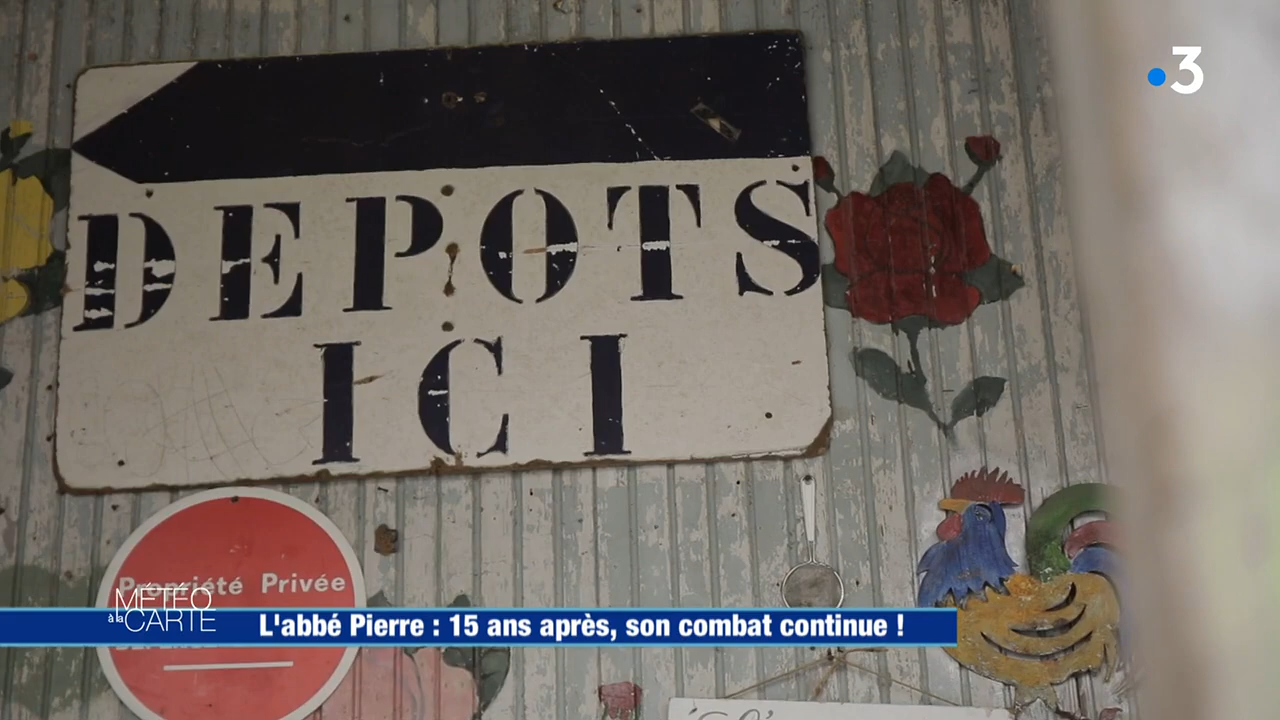 3
DEPOTS
ICI
Propriété Privée
MÉTÉO
à la CARTE
L'abbé Pierre : 15 ans après, son combat continue !